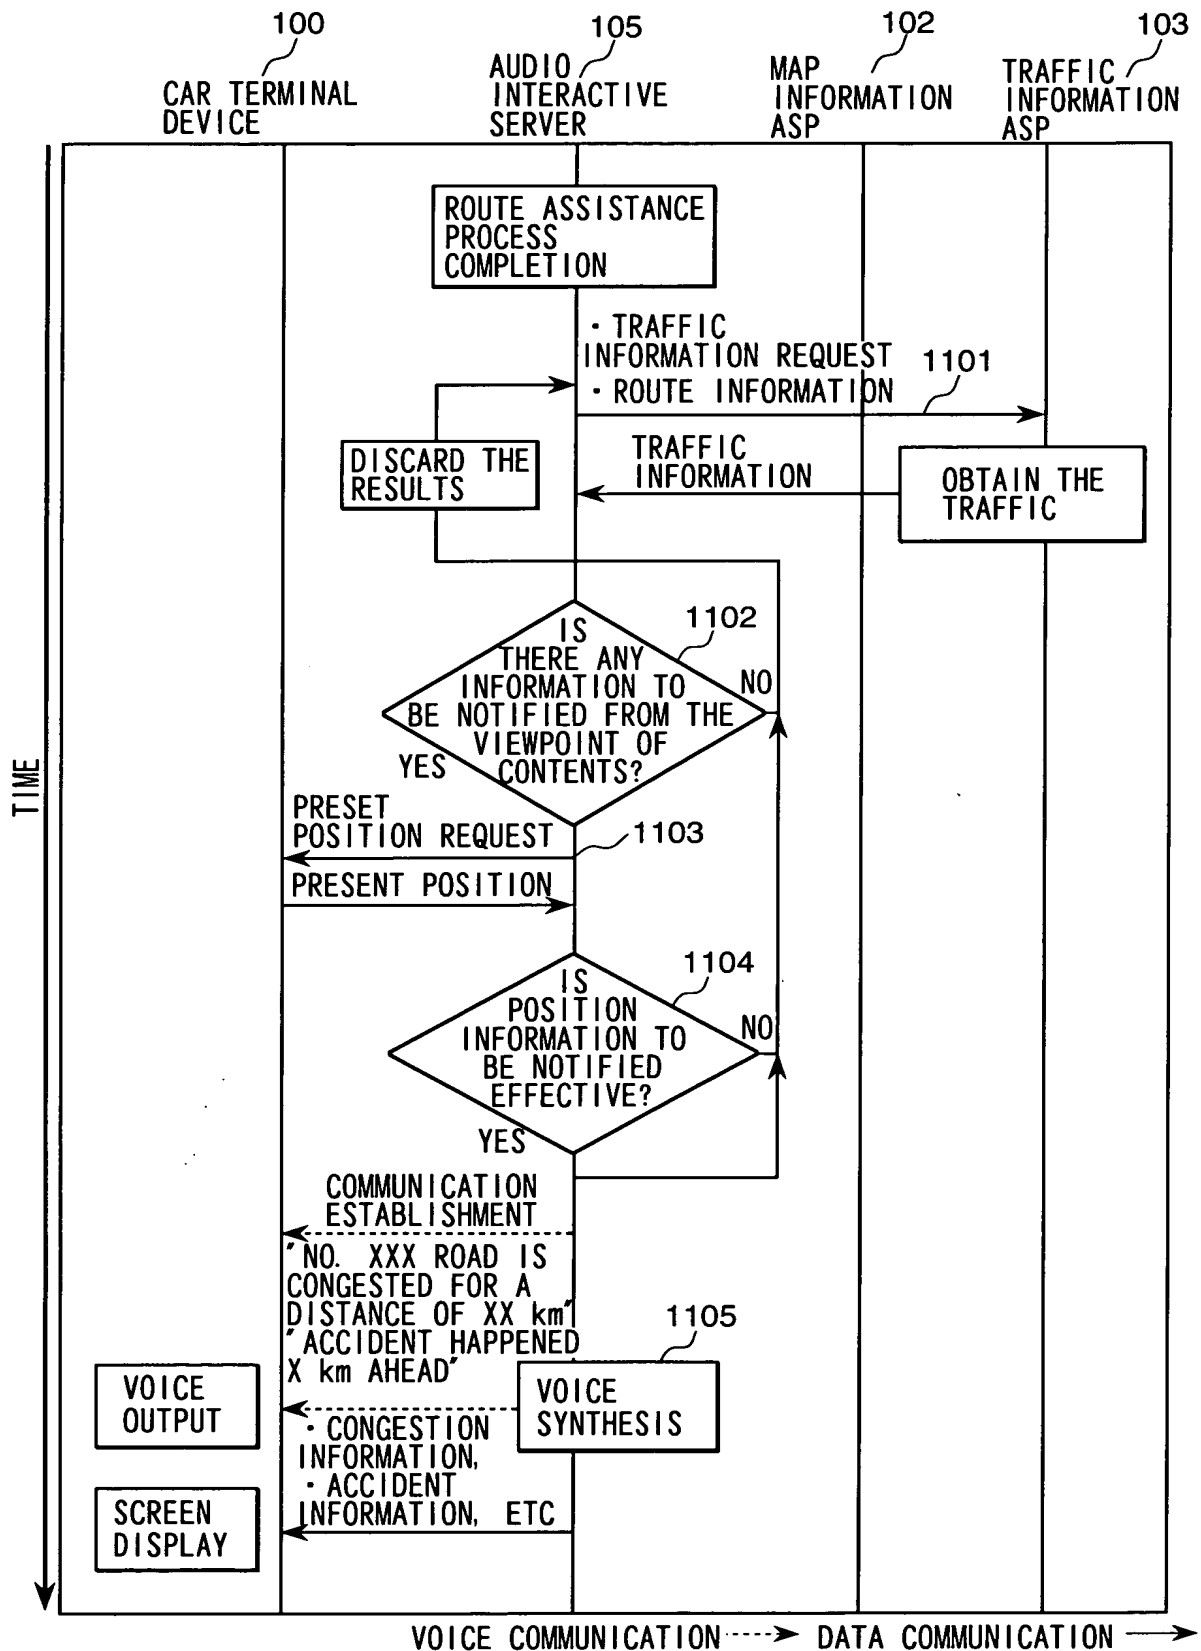 100
105
102
103
CAR TERMINAL
DEVICE
AUDIO
INTERACTIVE
SERVER
MAP
INFORMATION
ASP
TRAFFIC
INFORMATION
ASP
TIME
ROUTE ASSISTANCE
PROCESS
COMPLETION
· TRAFFIC
INFORMATION REQUEST
· ROUTE INFORMATION
1101
DISCARD THE
RESULTS
TRAFFIC
INFORMATION
OBTAIN THE
TRAFFIC
1102
IS
THERE ANY
INFORMATION TO
BE NOTIFIED FROM THE
VIEWPOINT OF
CONTENTS?
NO
YES
PRESET
POSITION REQUEST
1103
PRESENT POSITION
1104
IS
POSITION
INFORMATION TO
BE NOTIFIED
EFFECTIVE?
NO
YES
COMMUNICATION
ESTABLISHMENT
"NO. XXX ROAD IS
CONGESTED FOR A
DISTANCE OF XX km"
"ACCIDENT HAPPENED
X km AHEAD"
1105
VOICE
OUTPUT
VOICE
SYNTHESIS
· CONGESTION
INFORMATION,
· ACCIDENT
INFORMATION, ETC
SCREEN
DISPLAY
VOICE COMMUNICATION
DATA COMMUNICATION